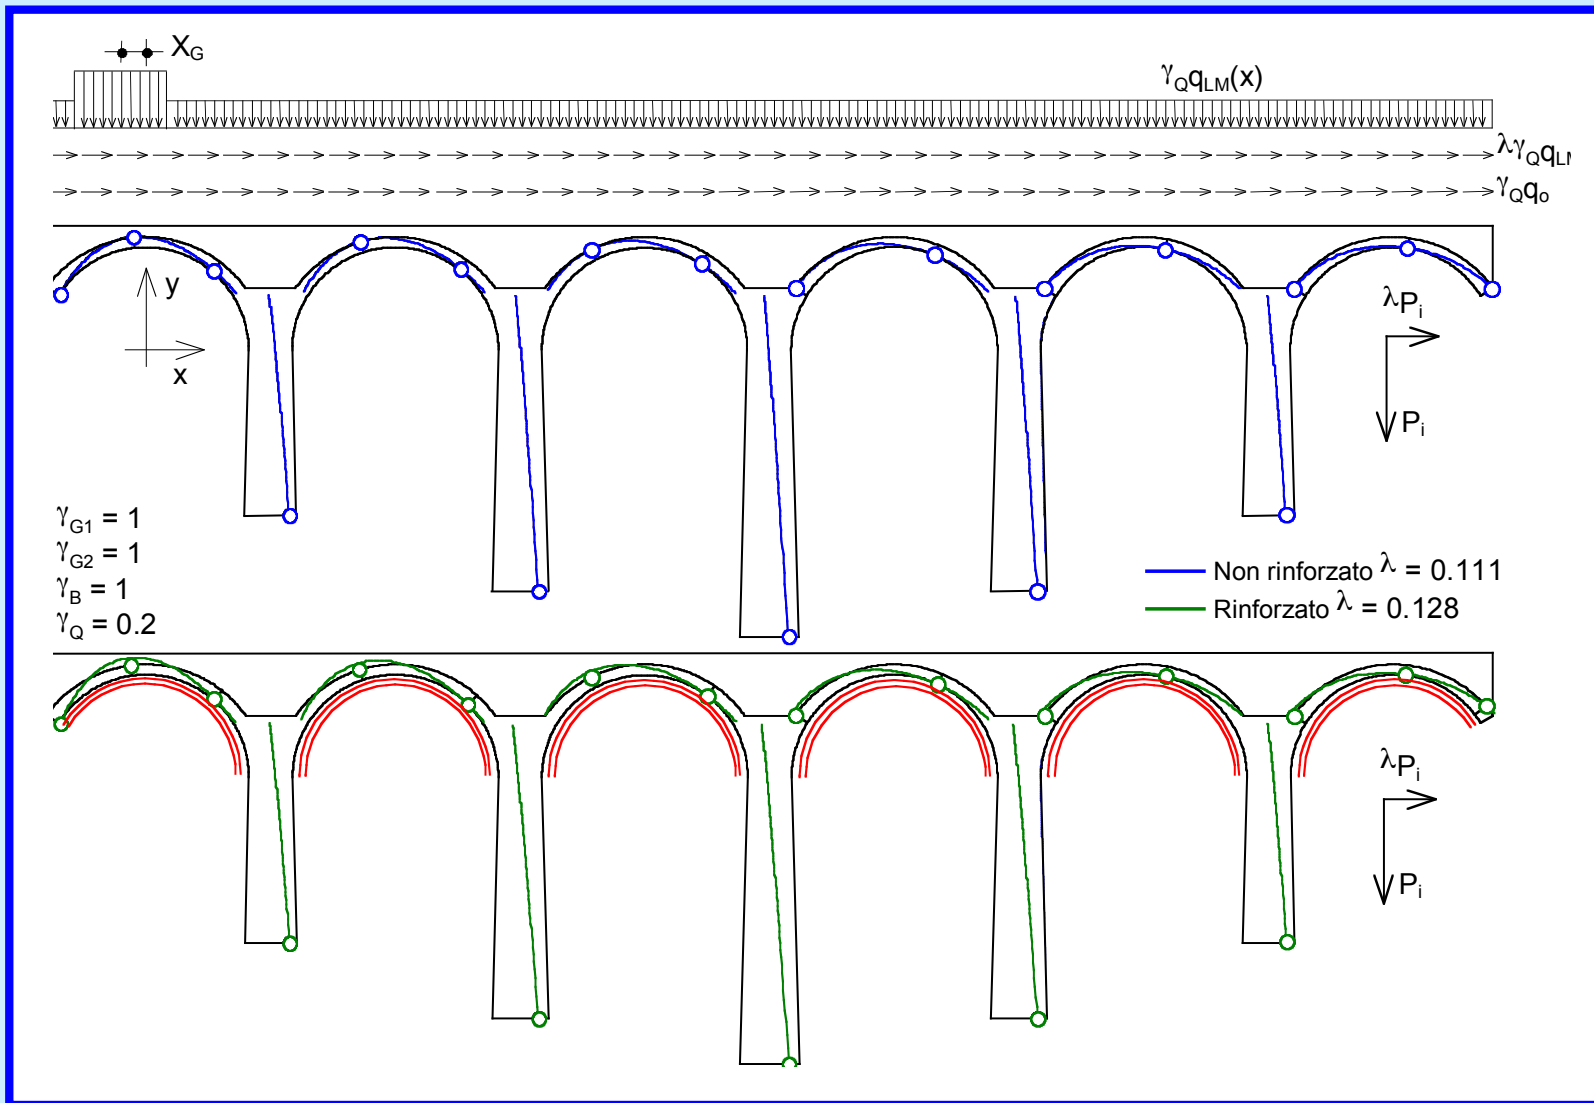 X_G
γ_Q q_LM(x)
λγ_Q q_LM
γ_Q q_o
y
x
λP_i
P_i
γ_G1 = 1
γ_G2 = 1
γ_B = 1
γ_Q = 0.2
Non rinforzato λ = 0.111
Rinforzato λ = 0.128
λP_i
P_i